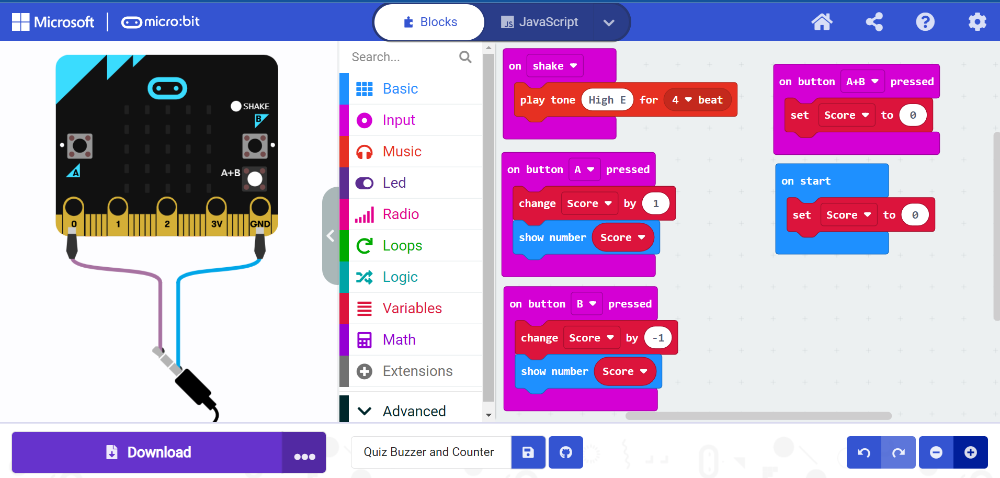 Microsoft
micro:bit
Blocks
JS JavaScript
SHAKE
B
A
A+B
0 1 2 3V GND
Search...
Basic
Input
Music
Led
Radio
Loops
Logic
Variables
Math
Extensions
Advanced
on shake
play tone High E for 4 beat
on button A pressed
change Score by 1
show number Score
on button B pressed
change Score by -1
show number Score
on button A+B pressed
set Score to 0
on start
set Score to 0
Download
Quiz Buzzer and Counter